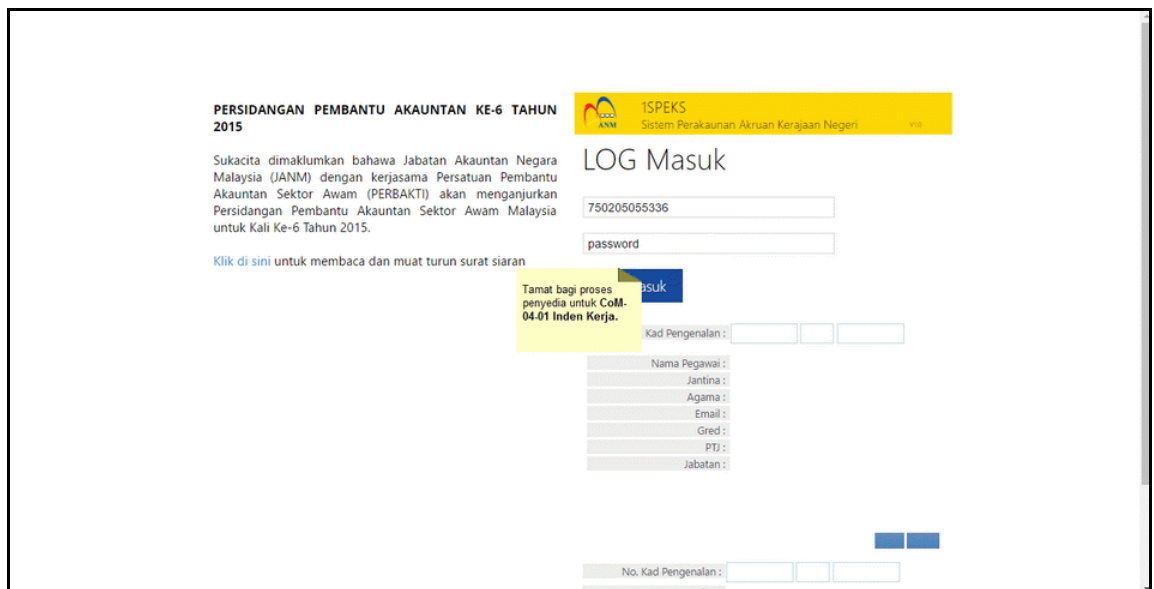 PERSIDANGAN PEMBANTU AKAUNTAN KE-6 TAHUN
2015
Sukacita dimaklumkan bahawa Jabatan Akauntan Negara
Malaysia (JANM) dengan kerjasama Persatuan Pembantu
Akauntan Sektor Awam (PERBAKTI) akan menganjurkan
Persidangan Pembantu Akauntan Sektor Awam Malaysia
untuk Kali Ke-6 Tahun 2015.
Klik di sini untuk membaca dan muat turun surat siaran
ANM
1SPEKS
Sistem Perakaunan Akruan Kerajaan Negeri
LOG Masuk
750205055336
password
asuk
Tamat bagi proses
penyedia untuk CoM-
04-01 Inden Kerja.
Kad Pengenalan :
Nama Pegawai :
Jantina :
Agama :
Email :
Gred :
PTJ :
Jabatan :
No. Kad Pengenalan :